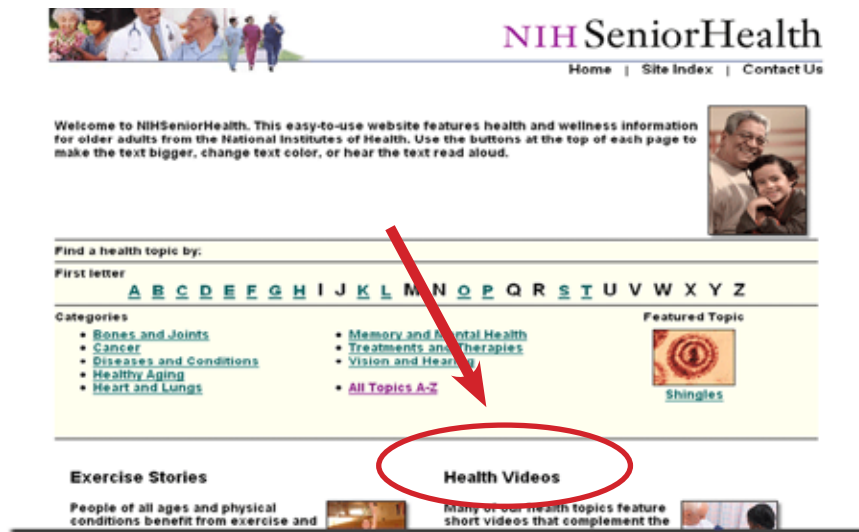 NIH SeniorHealth
Home | Site Index | Contact Us
Welcome to NIHSeniorHealth. This easy-to-use website features health and wellness information
for older adults from the National Institutes of Health. Use the buttons at the top of each page to
make the text bigger, change text color, or hear the text read aloud.
Find a health topic by:
First letter
A B C D E F G H I J K L M N O P Q R S T U V W X Y Z
Categories
Featured Topic
• Bones and Joints
• Cancer
• Diseases and Conditions
• Healthy Aging
• Heart and Lungs
• Memory and Mental Health
• Treatments and Therapies
• Vision and Hearing
• All Topics A-Z
Shingles
Exercise Stories
People of all ages and physical
conditions benefit from exercise and
Health Videos
Many of our health topics feature
short videos that complement the